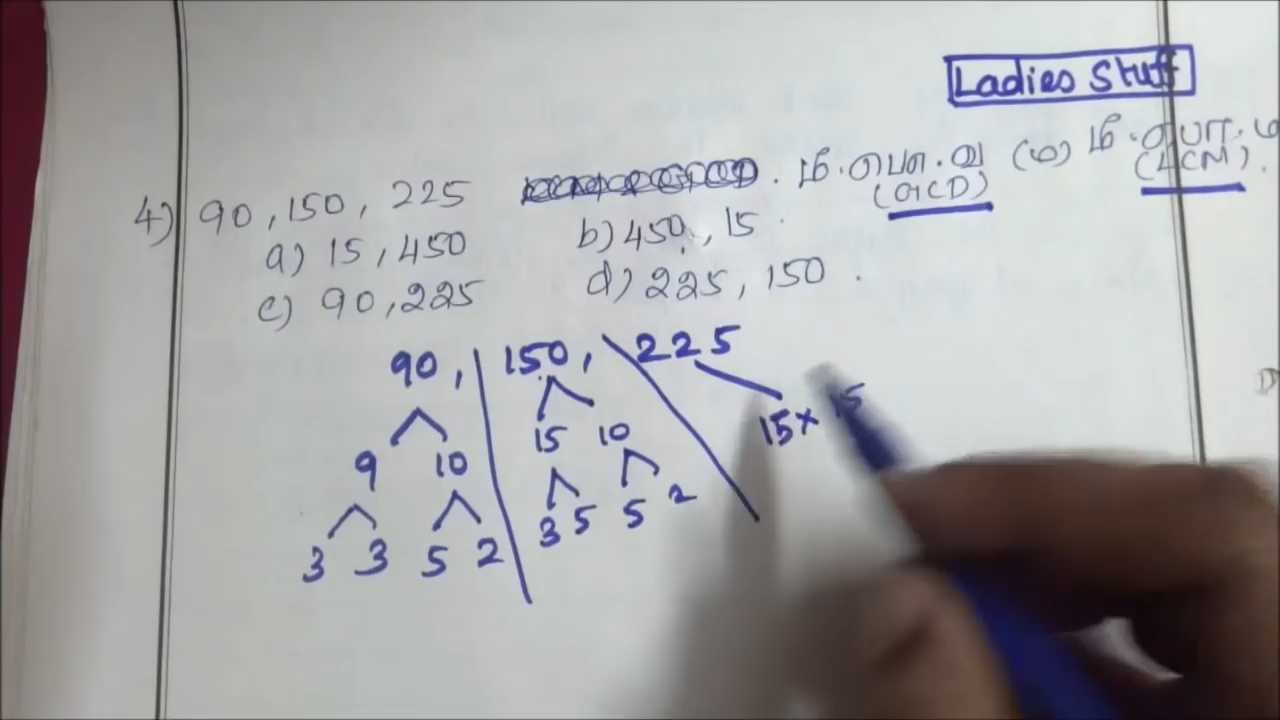 Ladies Stuff
4) 90, 150, 225 மி.பொ.வ (ம) மி.பொ.ம
(GCD) (LCM).
a) 15, 450 b) 450, 15.
c) 90, 225 d) 225, 150.
90, 150, 225
9 10 15 10 15 × 15
3 3 5 2 3 5 5 2